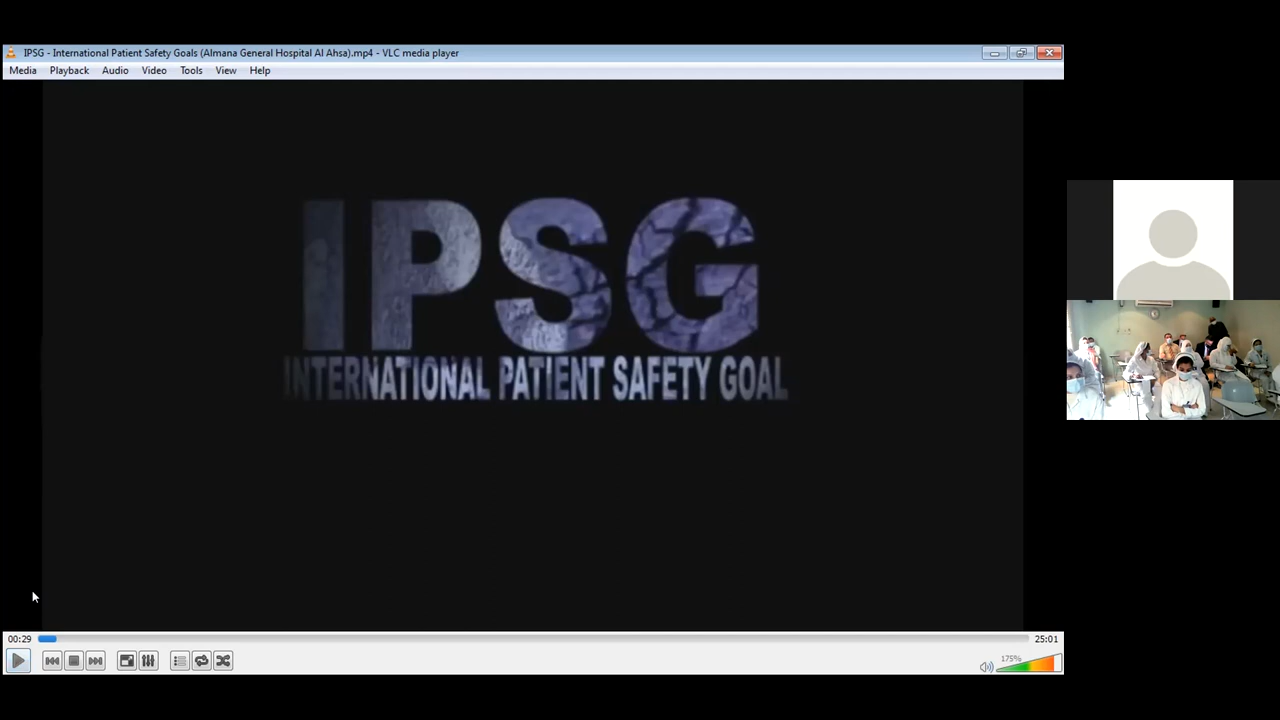 IPSG - International Patient Safety Goals (Almana General Hospital Al Ahsa).mp4 - VLC media player
Media Playback Audio Video Tools View Help
IPSG
INTERNATIONAL PATIENT SAFETY GOAL
00:29
25:01
175%